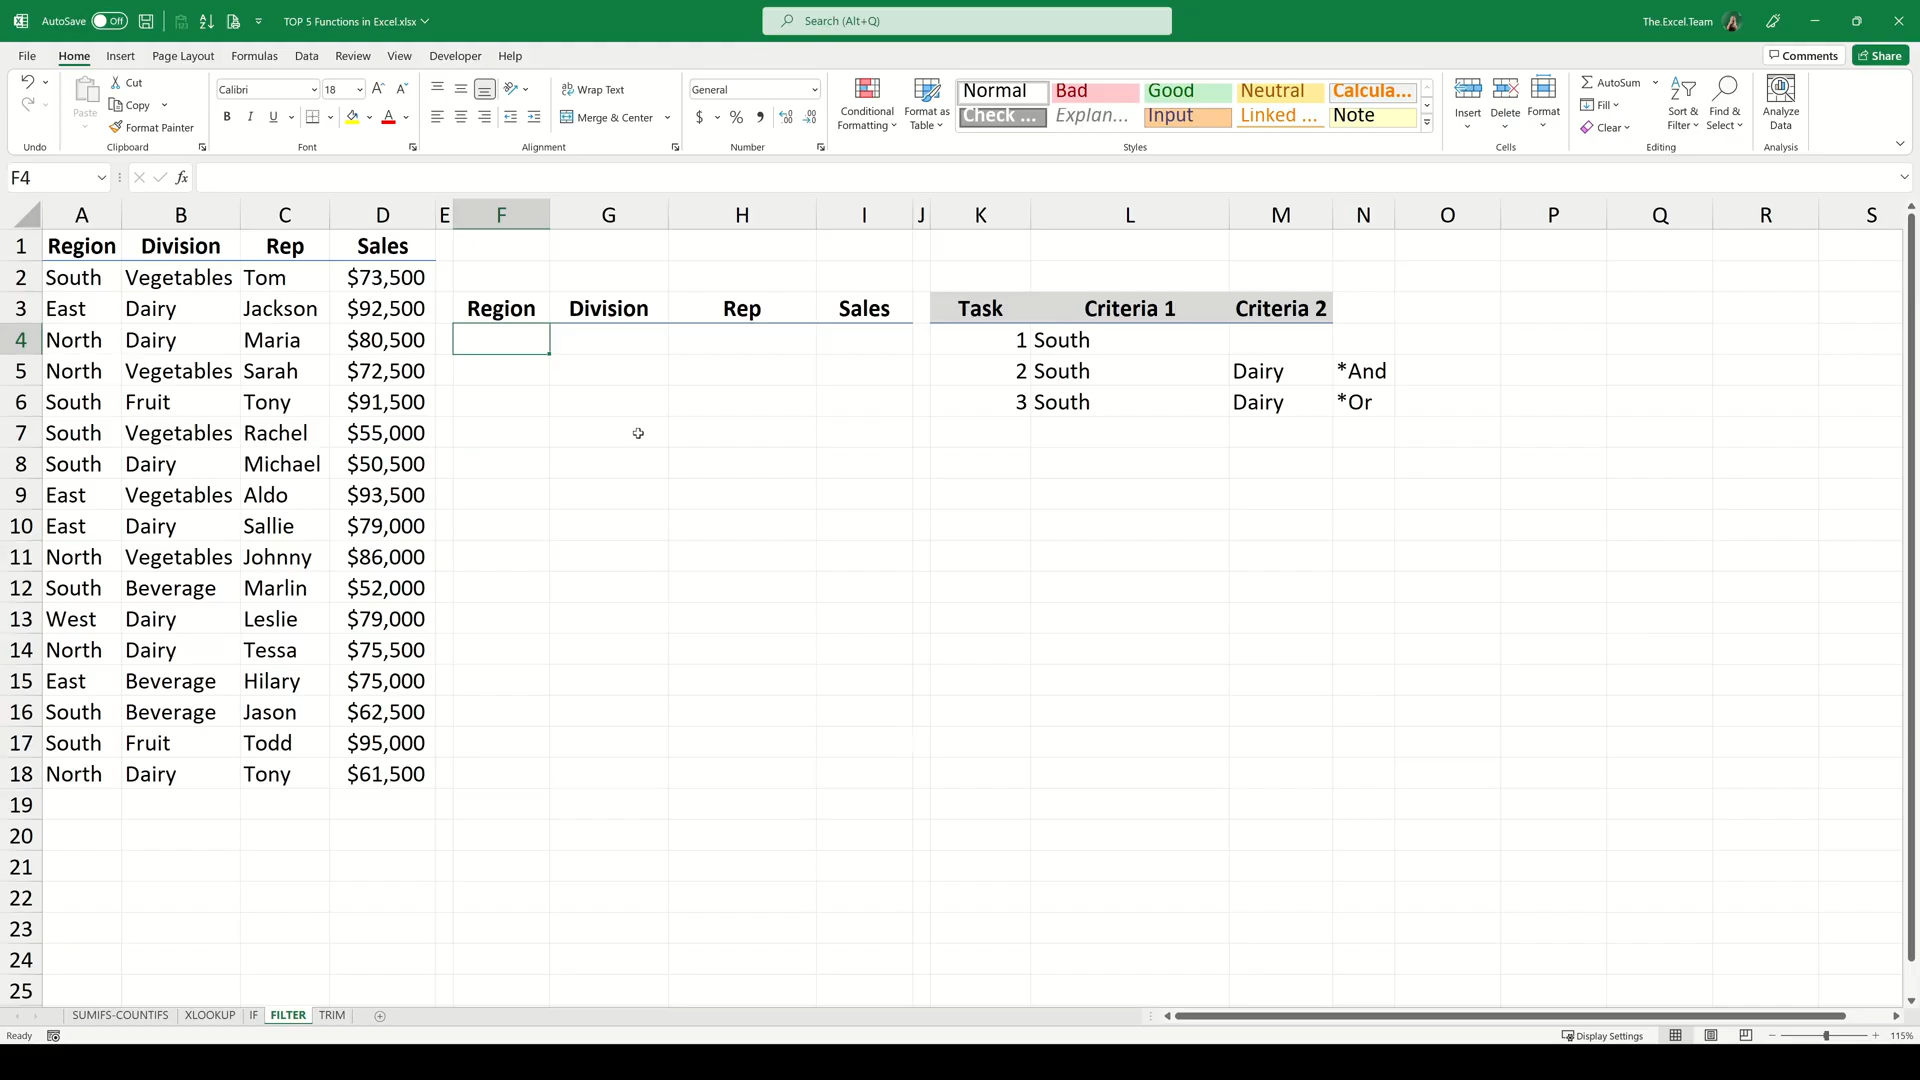 AutoSave Off TOP 5 Functions in Excel.xlsx Search (Alt+Q) The.Excel.Team
File Home Insert Page Layout Formulas Data Review View Developer Help Comments Share
Paste Cut Copy Format Painter
Calibri 18 B I U
Wrap Text Merge & Center
General $ %
Conditional Formatting Format as Table
Normal Bad Good Neutral Calcula...
Check ... Explan... Input Linked ... Note
Insert Delete Format
AutoSum Fill Clear
Sort & Filter Find & Select
Analyze Data
Undo Clipboard Font Alignment Number Styles Cells Editing Analysis
F4 fx
A B C D E F G H I J K L M N O P Q R S
1 Region Division Rep Sales
2 South Vegetables Tom $73,500
3 East Dairy Jackson $92,500 Region Division Rep Sales Task Criteria 1 Criteria 2
4 North Dairy Maria $80,500 1 South
5 North Vegetables Sarah $72,500 2 South Dairy *And
6 South Fruit Tony $91,500 3 South Dairy *Or
7 South Vegetables Rachel $55,000
8 South Dairy Michael $50,500
9 East Vegetables Aldo $93,500
10 East Dairy Sallie $79,000
11 North Vegetables Johnny $86,000
12 South Beverage Marlin $52,000
13 West Dairy Leslie $79,000
14 North Dairy Tessa $75,500
15 East Beverage Hilary $75,000
16 South Beverage Jason $62,500
17 South Fruit Todd $95,000
18 North Dairy Tony $61,500
19
20
21
22
23
24
25
SUMIFS-COUNTIFS XLOOKUP IF FILTER TRIM
Ready Display Settings 115%